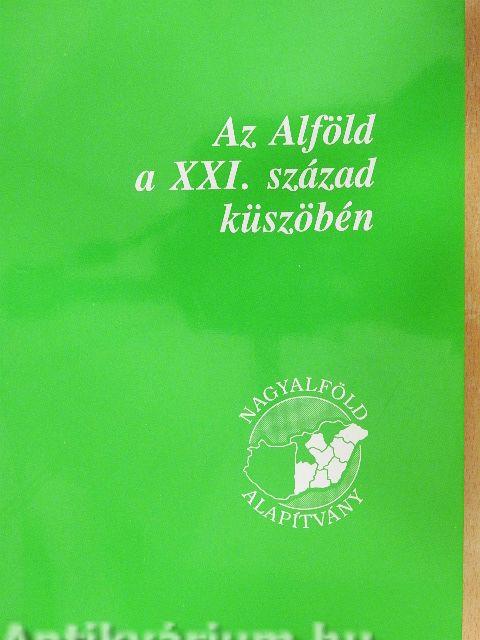 Az Alföld
a XXI. század
küszöbén
NAGYALFÖLD
ALAPÍTVÁNY
Antikvárium.hu